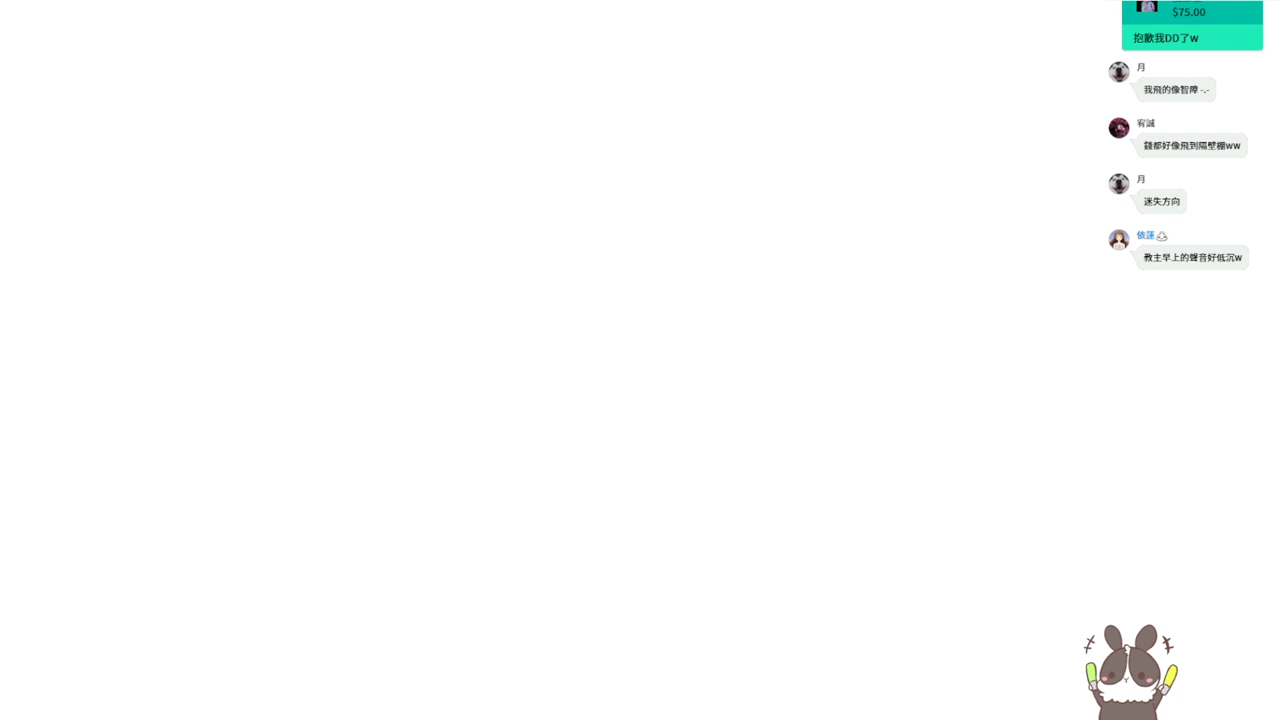 $75.00
抱歉我DD了w
月
我飛的像智障 -.-
宥誠
錢都好像飛到隔壁棚ww
月
迷失方向
依蓮
教主早上的聲音好低沉w